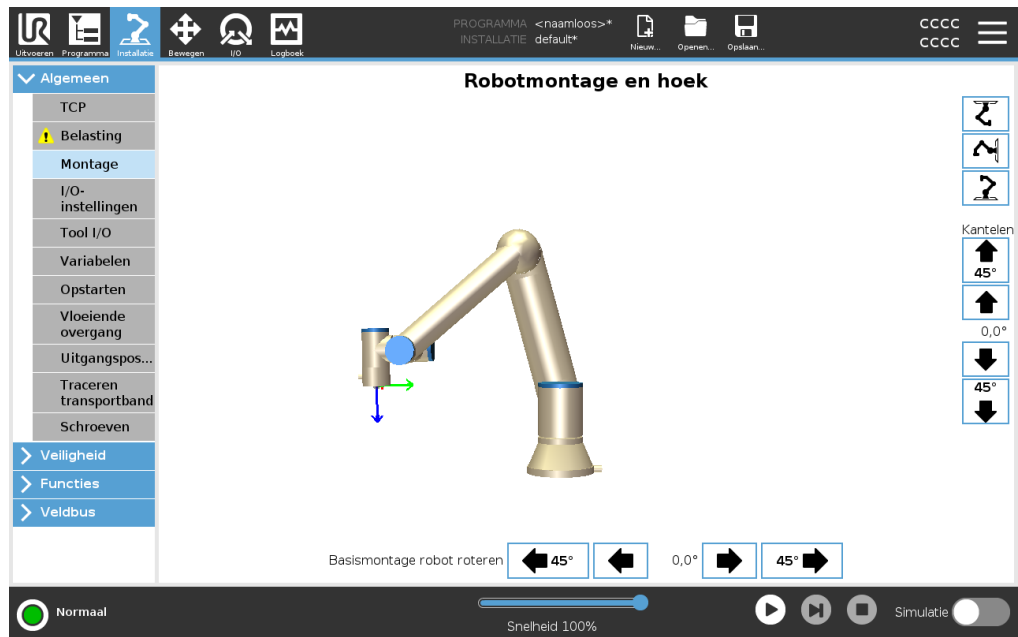 PROGRAMMA <naamloos>*
INSTALLATIE default*
Uitvoeren Programma Installatie Bewegen I/O Logboek
Nieuw... Openen... Opslaan...
CCCC
CCCC
Algemeen
TCP
Belasting
Montage
I/O-
instellingen
Tool I/O
Variabelen
Opstarten
Vloeiende
overgang
Uitgangspos...
Traceren
transportband
Schroeven
Veiligheid
Functies
Veldbus
Robotmontage en hoek
Kantelen
45°
0,0°
45°
Basismontage robot roteren 45° 0,0° 45°
Normaal
Snelheid 100%
Simulatie